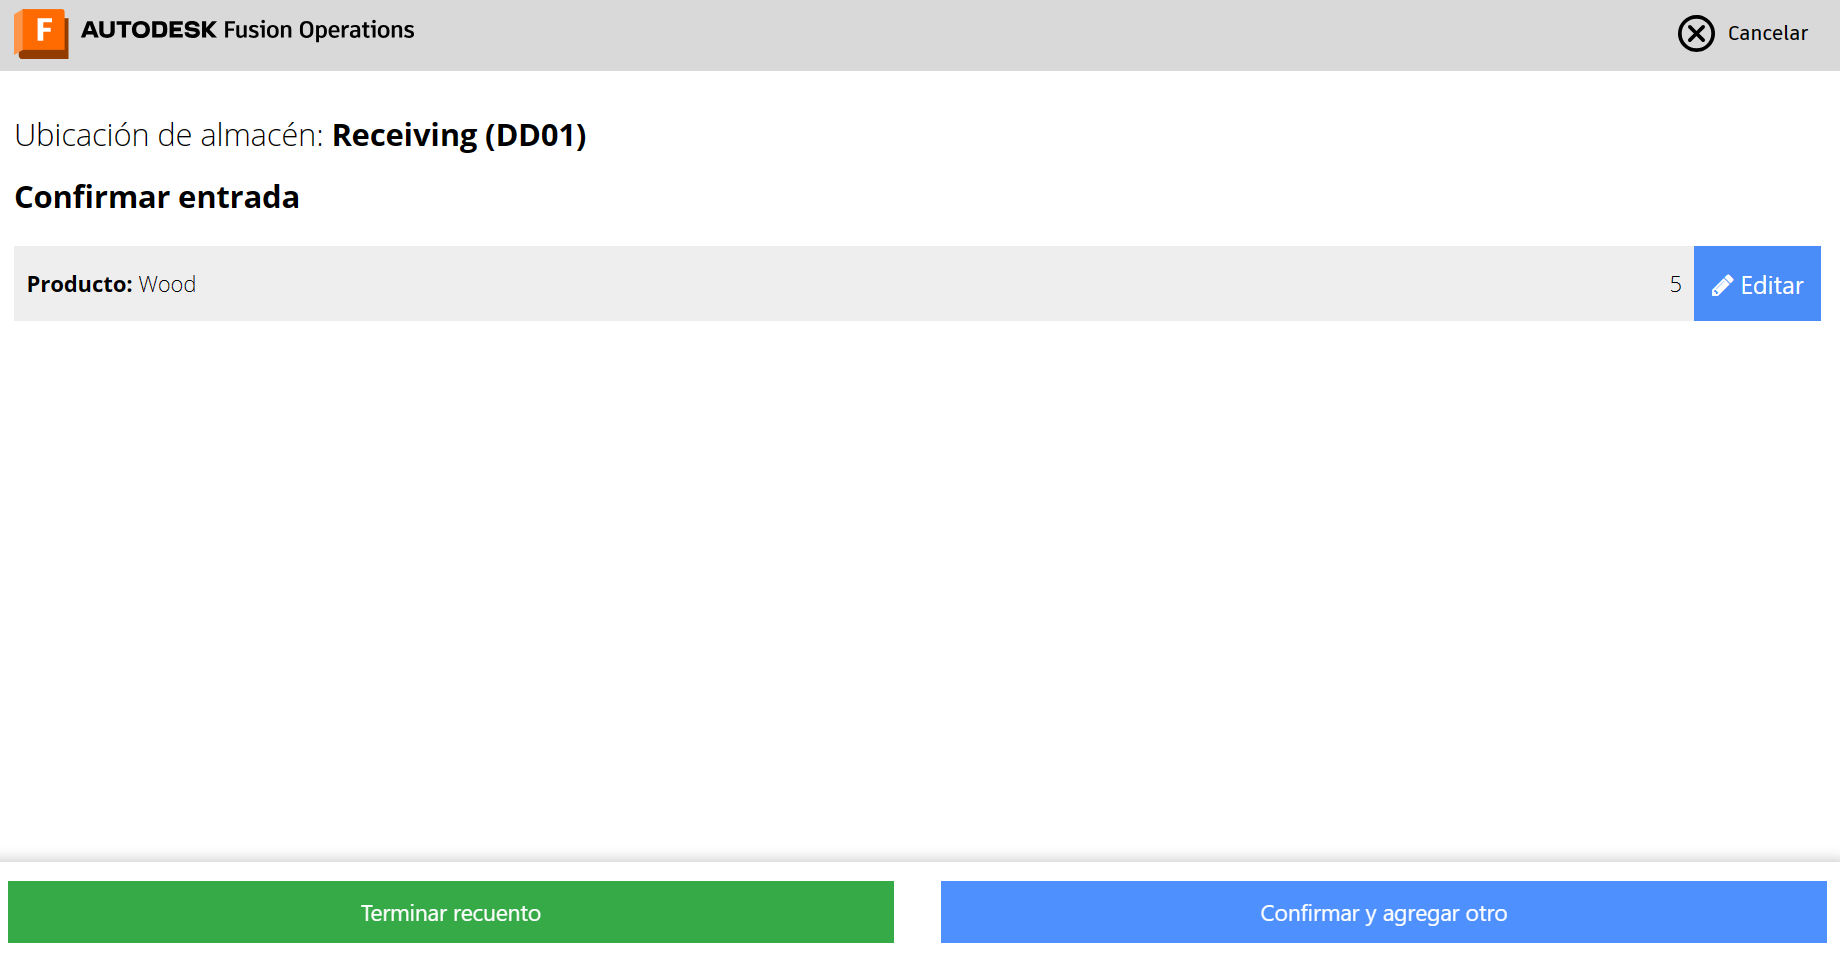 F AUTODESK Fusion Operations
Cancelar
Ubicación de almacén: Receiving (DD01)
Confirmar entrada
Producto: Wood 5 Editar
Terminar recuento
Confirmar y agregar otro